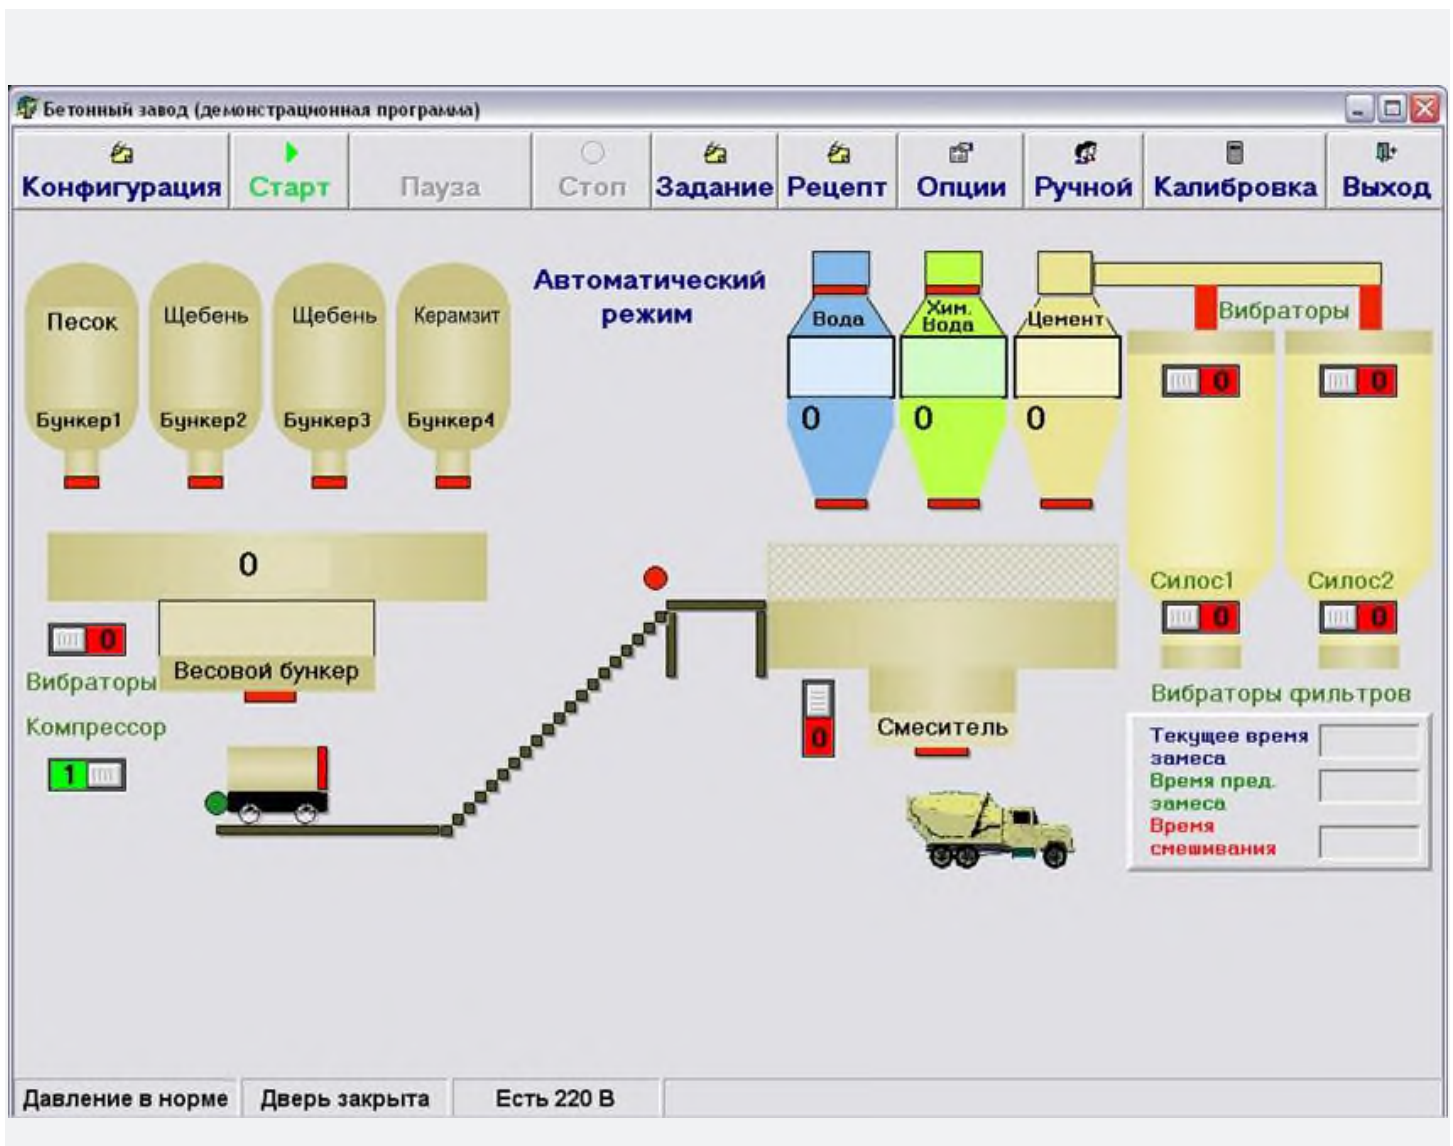 Бетонный завод (демонстрационная программа)
Конфигурация Старт Пауза Стоп Задание Рецепт Опции Ручной Калибровка Выход
Автоматический
режим
Песок Щебень Щебень Керамзит
Бункер1 Бункер2 Бункер3 Бункер4
Вода
Хим.
Вода
Цемент
Вибраторы
0 0
0 0 0
0
Силос1 Силос2
0 0
0
Вибраторы
Весовой бункер
Компрессор
1
0
Смеситель
Вибраторы фильтров
Текущее время
замеса
Время пред.
замеса
Время
смешивания
Давление в норме Дверь закрыта Есть 220 В